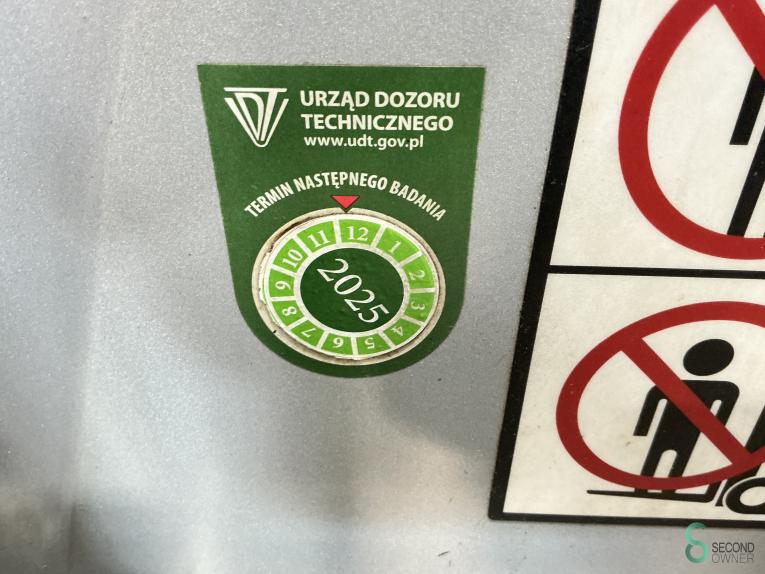 UDT
URZĄD DOZORU
TECHNICZNEGO
www.udt.gov.pl
TERMIN NASTĘPNEGO BADANIA
12
1
2
3
4
5
6
7
8
9
10
11
2025
SECOND
OWNER